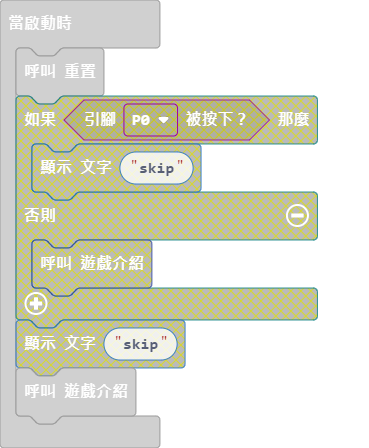 當啟動時
呼叫 重置
如果 引腳 P0 被按下？ 那麼
顯示 文字 "skip"
否則
呼叫 遊戲介紹
顯示 文字 "skip"
呼叫 遊戲介紹